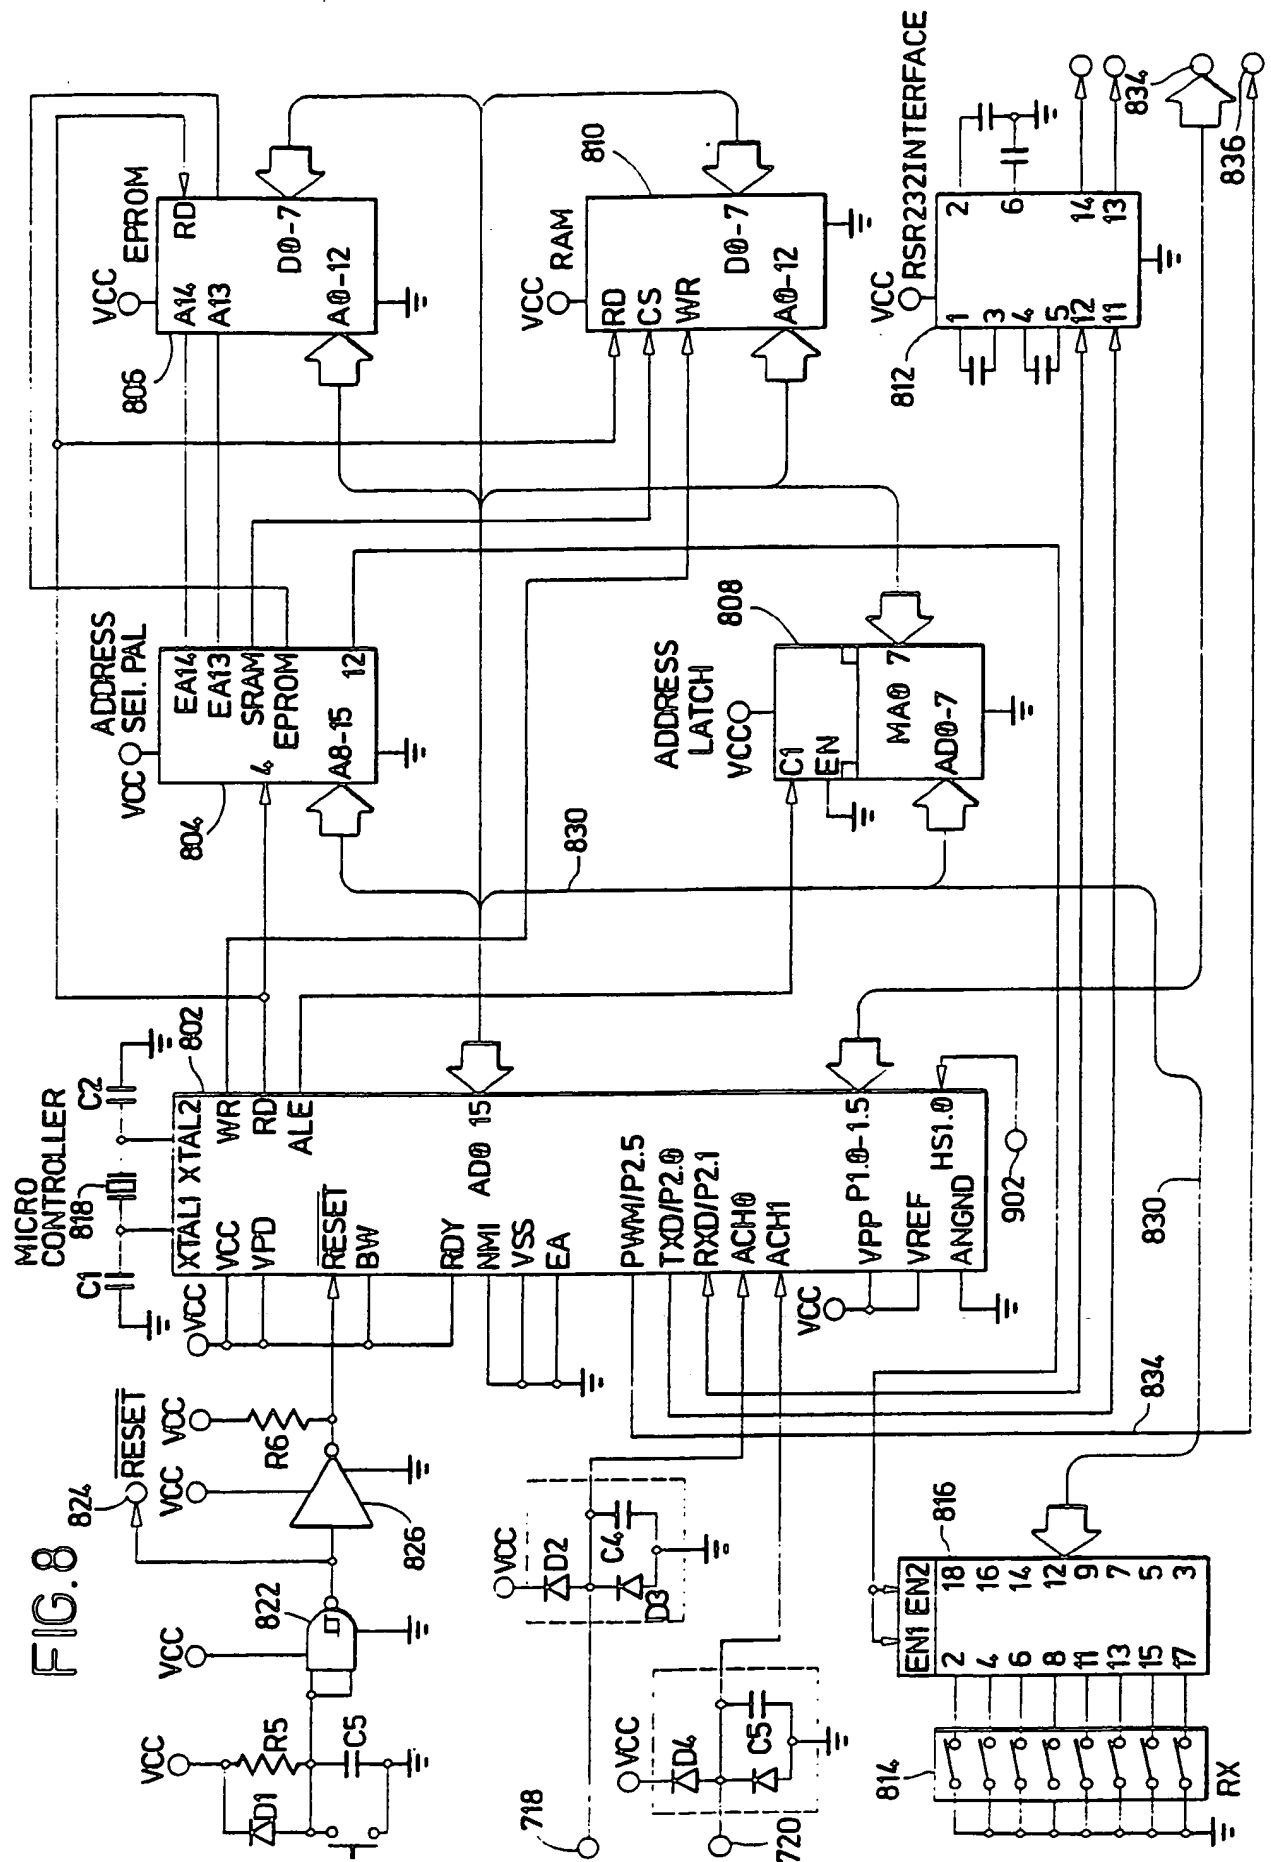 FIG. 8
VCC
R5
D1
C5
VCC
822
824
RESET
VCC
VCC
R6
826
MICRO
CONTROLLER
818
C1
C2
802
VCC
XTAL1 XTAL2
VCC
VPD
RESET
BW
RDY
NMI
VSS
EA
PWM/P2.5
TXD/P2.0
RXD/P2.1
ACH0
ACH1
VPP P1.0-1.5
VREF
ANGND
WR
RD
ALE
AD0 15
HS1.0
VCC
902
718
VCC
D2
C4
D3
720
VCC
D4
C5
ADDRESS
SEI. PAL
VCC
804
4
A8-15
EA14
EA13
SRAM
EPROM
12
830
ADDRESS
LATCH
VCC
808
C1
EN
MA0 7
AD0-7
EPROM
VCC
806
A14
A13
RD
D0-7
A0-12
RAM
VCC
810
RD
CS
WR
D0-7
A0-12
RSR232INTERFACE
VCC
812
1
3
4
5
12
11
2
6
14
13
834
836
830
834
816
EN1 EN2
2 18
4 16
6 14
8 12
11 9
13 7
15 5
17 3
814
RX